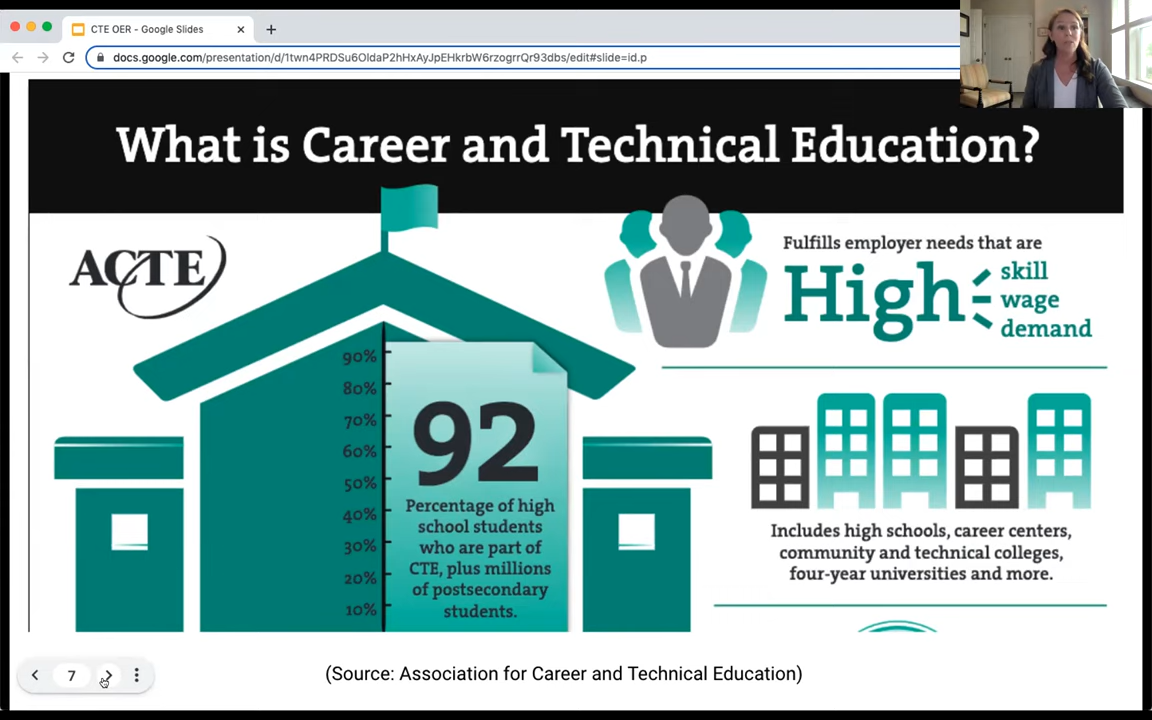 CTE OER - Google Slides
docs.google.com/presentation/d/1twn4PRDSu6OldaP2hHxAyJpEHkrbW6rzogrrQr93dbs/edit#slide=id.p
What is Career and Technical Education?
ACTE
90%
80%
70%
60%
50%
40%
30%
20%
10%
92
Percentage of high
school students
who are part of
CTE, plus millions
of postsecondary
students.
Fulfills employer needs that are
High
skill
wage
demand
Includes high schools, career centers,
community and technical colleges,
four-year universities and more.
7
(Source: Association for Career and Technical Education)